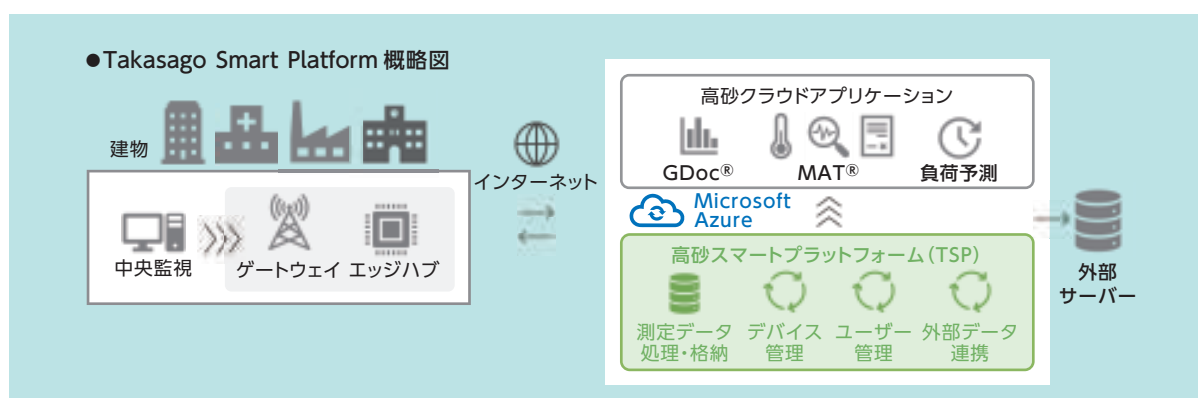 ●Takasago Smart Platform 概略図
建物
中央監視
ゲートウェイ エッジハブ
インターネット
高砂クラウドアプリケーション
GDoc® MAT® 負荷予測
Microsoft
Azure
高砂スマートプラットフォーム(TSP)
測定データ デバイス ユーザー 外部データ
処理・格納 管理 管理 連携
外部
サーバー